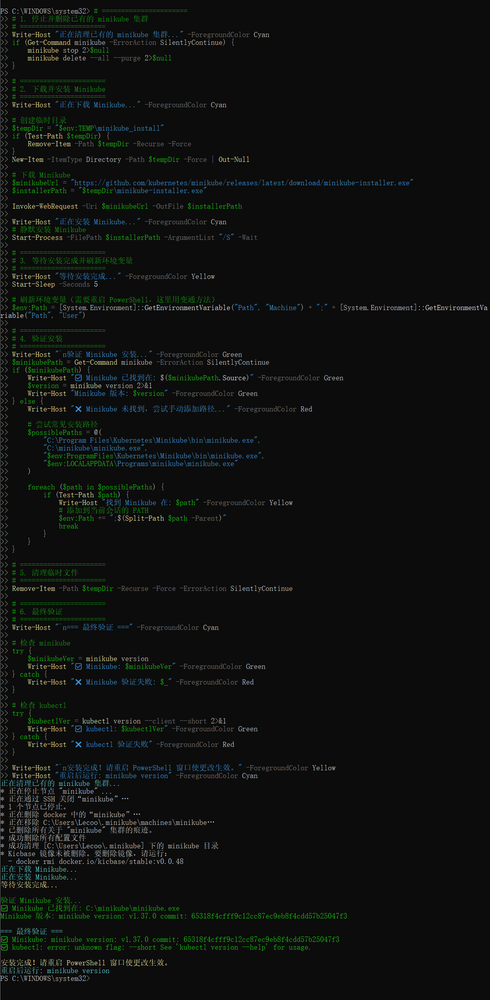 PS C:\WINDOWS\system32> # ======================
>> # 1. 停止并删除已有的 minikube 集群
>> # ======================
>> Write-Host "正在清理已有的 minikube 集群..." -ForegroundColor Cyan
>> if (Get-Command minikube -ErrorAction SilentlyContinue) {
>>     minikube stop 2>$null
>>     minikube delete --all --purge 2>$null
>> }
>>
>> # ======================
>> # 2. 下载并安装 Minikube
>> # ======================
>> Write-Host "正在下载 Minikube..." -ForegroundColor Cyan
>>
>> # 创建临时目录
>> $tempDir = "$env:TEMP\minikube_install"
>> if (Test-Path $tempDir) {
>>     Remove-Item -Path $tempDir -Recurse -Force
>> }
>> New-Item -ItemType Directory -Path $tempDir -Force | Out-Null
>>
>> # 下载 Minikube
>> $minikubeUrl = "https://github.com/kubernetes/minikube/releases/latest/download/minikube-installer.exe"
>> $installerPath = "$tempDir\minikube-installer.exe"
>>
>> Invoke-WebRequest -Uri $minikubeUrl -OutFile $installerPath
>>
>> Write-Host "正在安装 Minikube..." -ForegroundColor Cyan
>> # 静默安装 Minikube
>> Start-Process -FilePath $installerPath -ArgumentList "/S" -Wait
>>
>> # ======================
>> # 3. 等待安装完成并刷新环境变量
>> # ======================
>> Write-Host "等待安装完成..." -ForegroundColor Yellow
>> Start-Sleep -Seconds 5
>>
>> # 刷新环境变量（需要重启 PowerShell，这里用变通方法）
>> $env:Path = [System.Environment]::GetEnvironmentVariable("Path", "Machine") + ";" + [System.Environment]::GetEnvironmentVa
riable("Path", "User")
>>
>> # ======================
>> # 4. 验证安装
>> # ======================
>> Write-Host "`n验证 Minikube 安装..." -ForegroundColor Green
>> $minikubePath = Get-Command minikube -ErrorAction SilentlyContinue
>> if ($minikubePath) {
>>     Write-Host "☑ Minikube 已找到在: $($minikubePath.Source)" -ForegroundColor Green
>>     $version = minikube version 2>&1
>>     Write-Host "Minikube 版本: $version" -ForegroundColor Green
>> } else {
>>     Write-Host "❌ Minikube 未找到，尝试手动添加路径..." -ForegroundColor Red
>>
>>     # 尝试常见安装路径
>>     $possiblePaths = @(
>>         "C:\Program Files\Kubernetes\Minikube\bin\minikube.exe",
>>         "C:\minikube\minikube.exe",
>>         "$env:ProgramFiles\Kubernetes\Minikube\bin\minikube.exe",
>>         "$env:LOCALAPPDATA\Programs\minikube\minikube.exe"
>>     )
>>
>>     foreach ($path in $possiblePaths) {
>>         if (Test-Path $path) {
>>             Write-Host "找到 Minikube 在: $path" -ForegroundColor Yellow
>>             # 添加到当前会话的 PATH
>>             $env:Path += ";$(Split-Path $path -Parent)"
>>             break
>>         }
>>     }
>> }
>>
>> # ======================
>> # 5. 清理临时文件
>> # ======================
>> Remove-Item -Path $tempDir -Recurse -Force -ErrorAction SilentlyContinue
>>
>> # ======================
>> # 6. 最终验证
>> # ======================
>> Write-Host "`n=== 最终验证 ===" -ForegroundColor Cyan
>>
>> # 检查 minikube
>> try {
>>     $minikubeVer = minikube version
>>     Write-Host "☑ Minikube: $minikubeVer" -ForegroundColor Green
>> } catch {
>>     Write-Host "❌ Minikube 验证失败: $_" -ForegroundColor Red
>> }
>>
>> # 检查 kubectl
>> try {
>>     $kubectlVer = kubectl version --client --short 2>&1
>>     Write-Host "☑ kubectl: $kubectlVer" -ForegroundColor Green
>> } catch {
>>     Write-Host "❌ kubectl 验证失败" -ForegroundColor Red
>> }
>>
>> Write-Host "`n安装完成！请重启 PowerShell 窗口使更改生效。" -ForegroundColor Yellow
>> Write-Host "重启后运行: minikube version" -ForegroundColor Cyan
正在清理已有的 minikube 集群...
* 正在停止节点 "minikube" ...
* 正在通过 SSH 关闭“minikube”…
* 1 个节点已停止。
* 正在删除 docker 中的“minikube”…
* 正在移除 C:\Users\Lecoo\.minikube\machines\minikube…
* 已删除所有关于 "minikube" 集群的痕迹。
* 成功删除所有配置文件
* 成功清理 [C:\Users\Lecoo\.minikube] 下的 minikube 目录
* Kicbase 镜像未被删除。要删除镜像，请运行：
  - docker rmi docker.io/kicbase/stable:v0.0.48
正在下载 Minikube...
正在安装 Minikube...
等待安装完成...

验证 Minikube 安装...
☑ Minikube 已找到在: C:\minikube\minikube.exe
Minikube 版本: minikube version: v1.37.0 commit: 65318f4cfff9c12cc87ec9eb8f4cdd57b25047f3

=== 最终验证 ===
☑ Minikube: minikube version: v1.37.0 commit: 65318f4cfff9c12cc87ec9eb8f4cdd57b25047f3
☑ kubectl: error: unknown flag: --short See 'kubectl version --help' for usage.

安装完成！请重启 PowerShell 窗口使更改生效。
重启后运行: minikube version
PS C:\WINDOWS\system32>